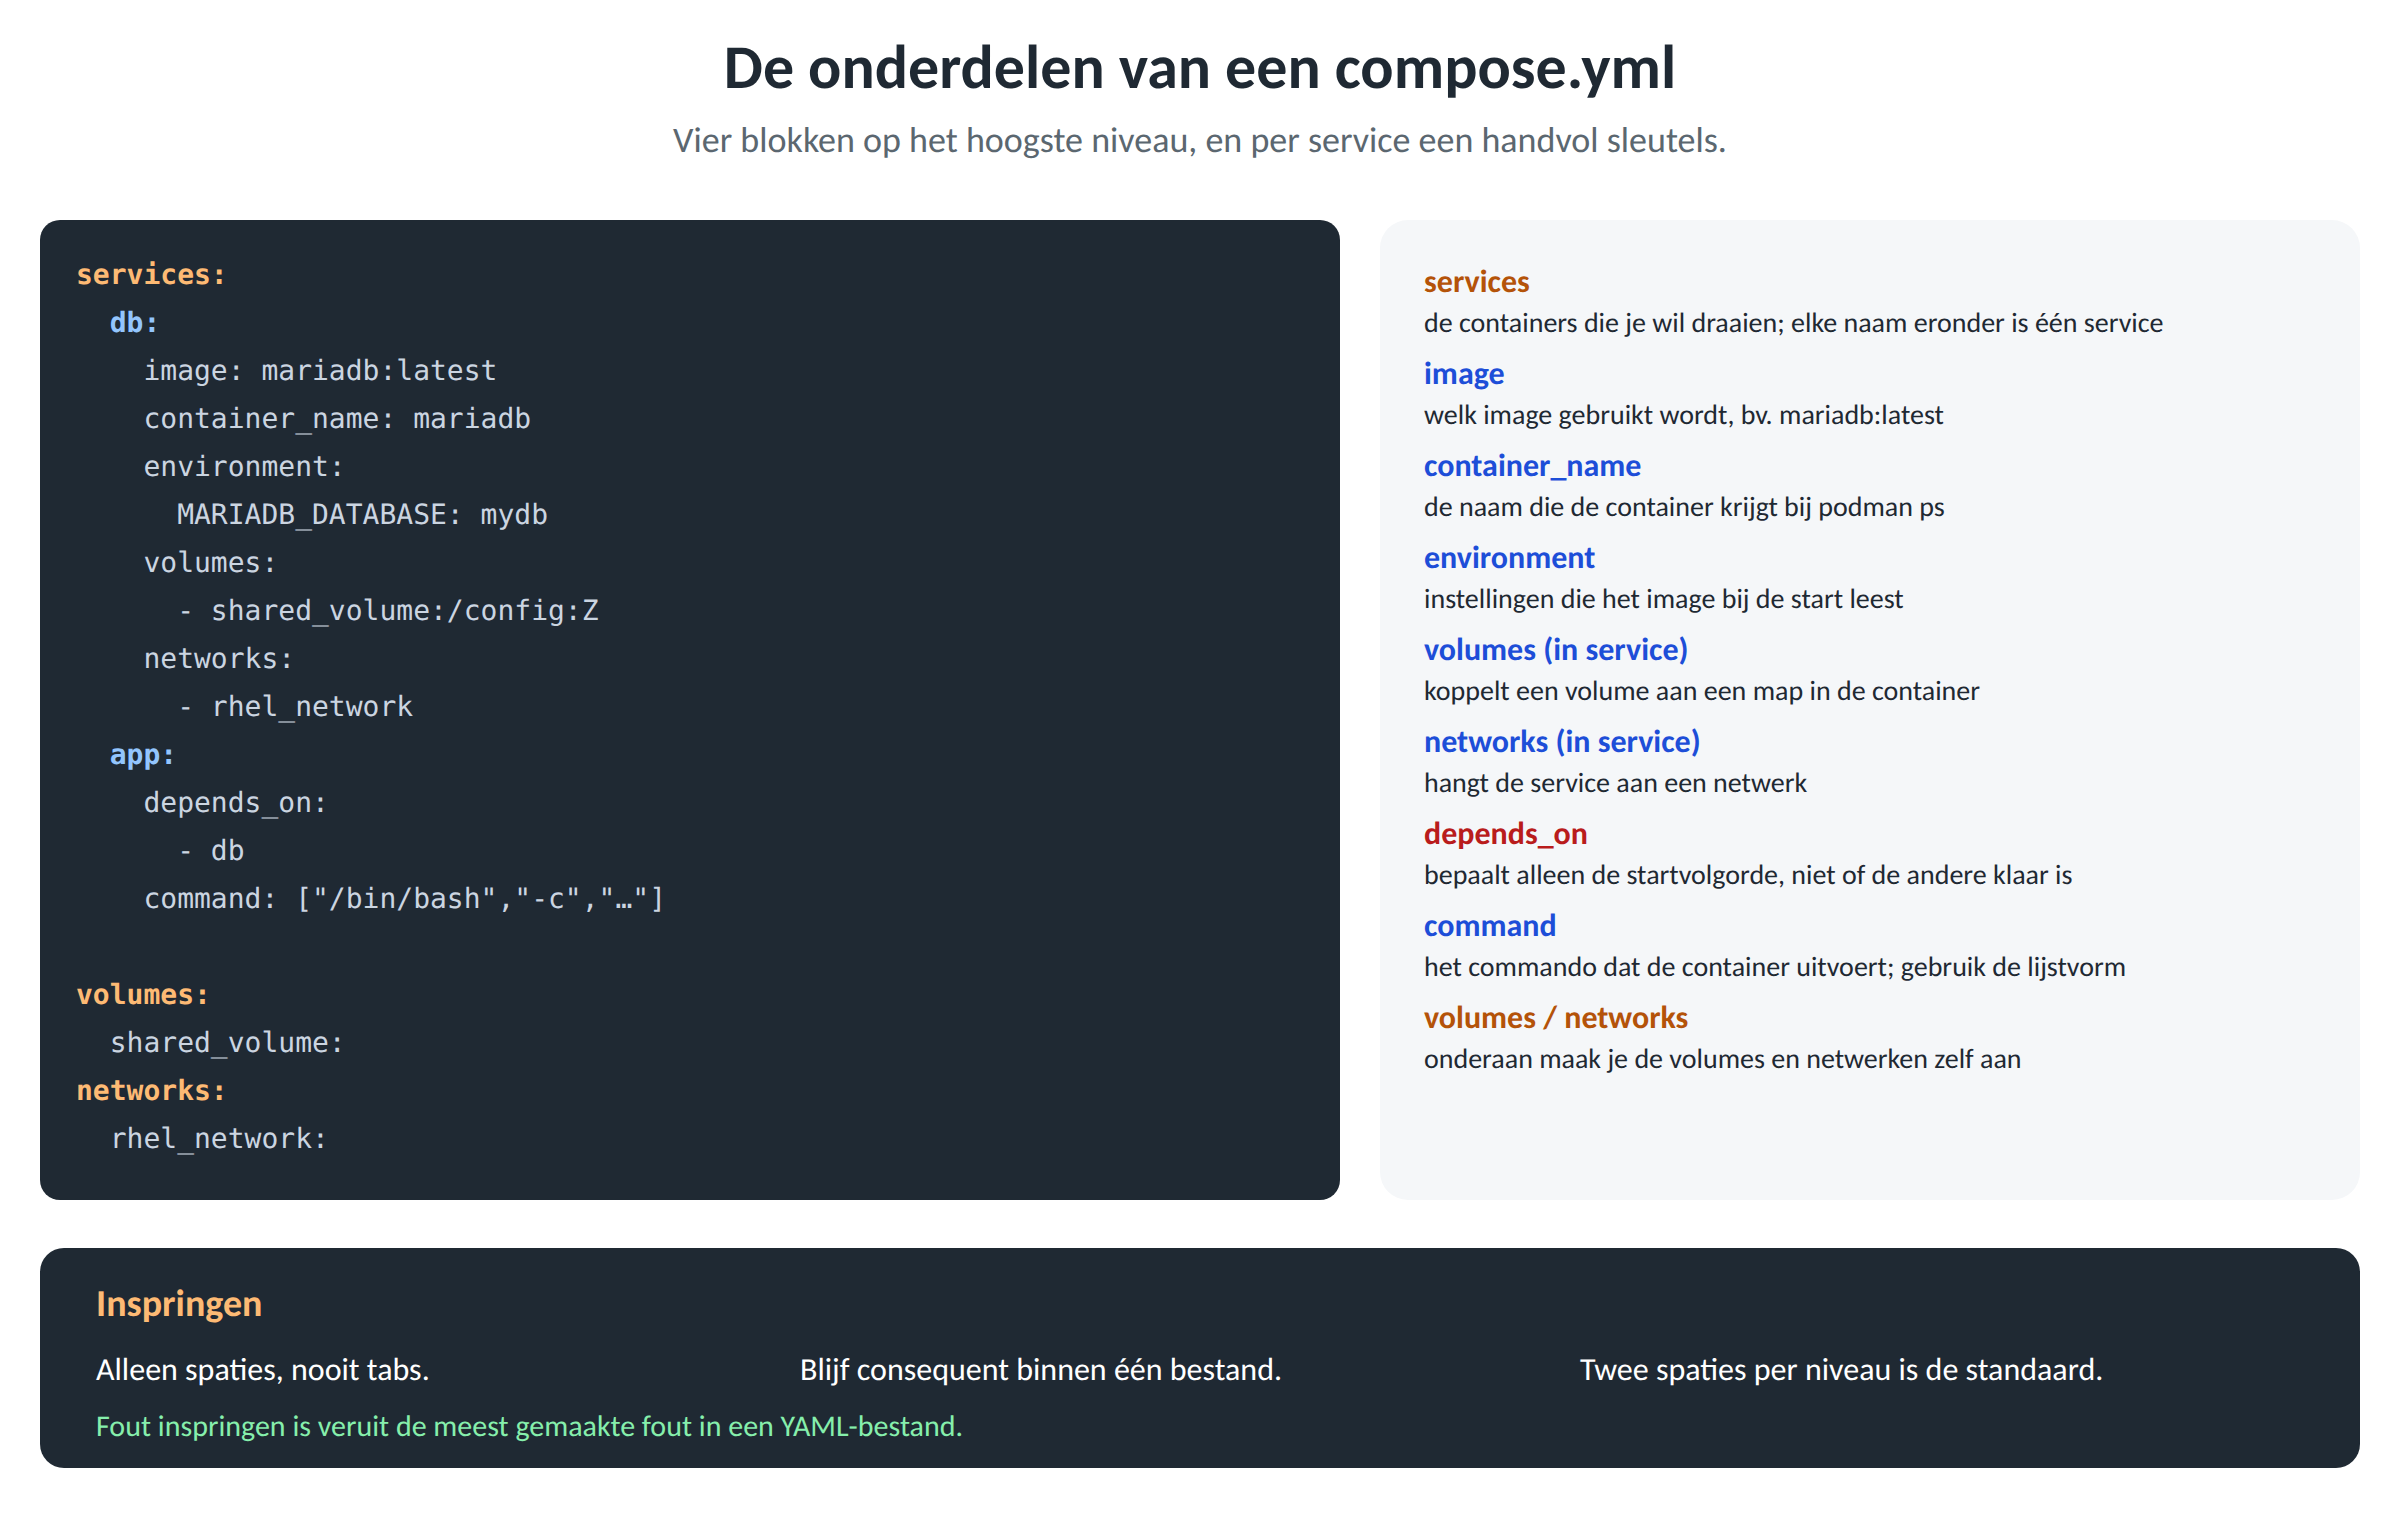 De onderdelen van een compose.yml
Vier blokken op het hoogste niveau, en per service een handvol sleutels.
services:
  db:
    image: mariadb:latest
    container_name: mariadb
    environment:
      MARIADB_DATABASE: mydb
    volumes:
      - shared_volume:/config:Z
    networks:
      - rhel_network
  app:
    depends_on:
      - db
    command: ["/bin/bash","-c","…"]
volumes:
  shared_volume:
networks:
  rhel_network:
services
de containers die je wil draaien; elke naam eronder is één service
image
welk image gebruikt wordt, bv. mariadb:latest
container_name
de naam die de container krijgt bij podman ps
environment
instellingen die het image bij de start leest
volumes (in service)
koppelt een volume aan een map in de container
networks (in service)
hangt de service aan een netwerk
depends_on
bepaalt alleen de startvolgorde, niet of de andere klaar is
command
het commando dat de container uitvoert; gebruik de lijstvorm
volumes / networks
onderaan maak je de volumes en netwerken zelf aan
Inspringen
Alleen spaties, nooit tabs.
Blijf consequent binnen één bestand.
Twee spaties per niveau is de standaard.
Fout inspringen is veruit de meest gemaakte fout in een YAML-bestand.